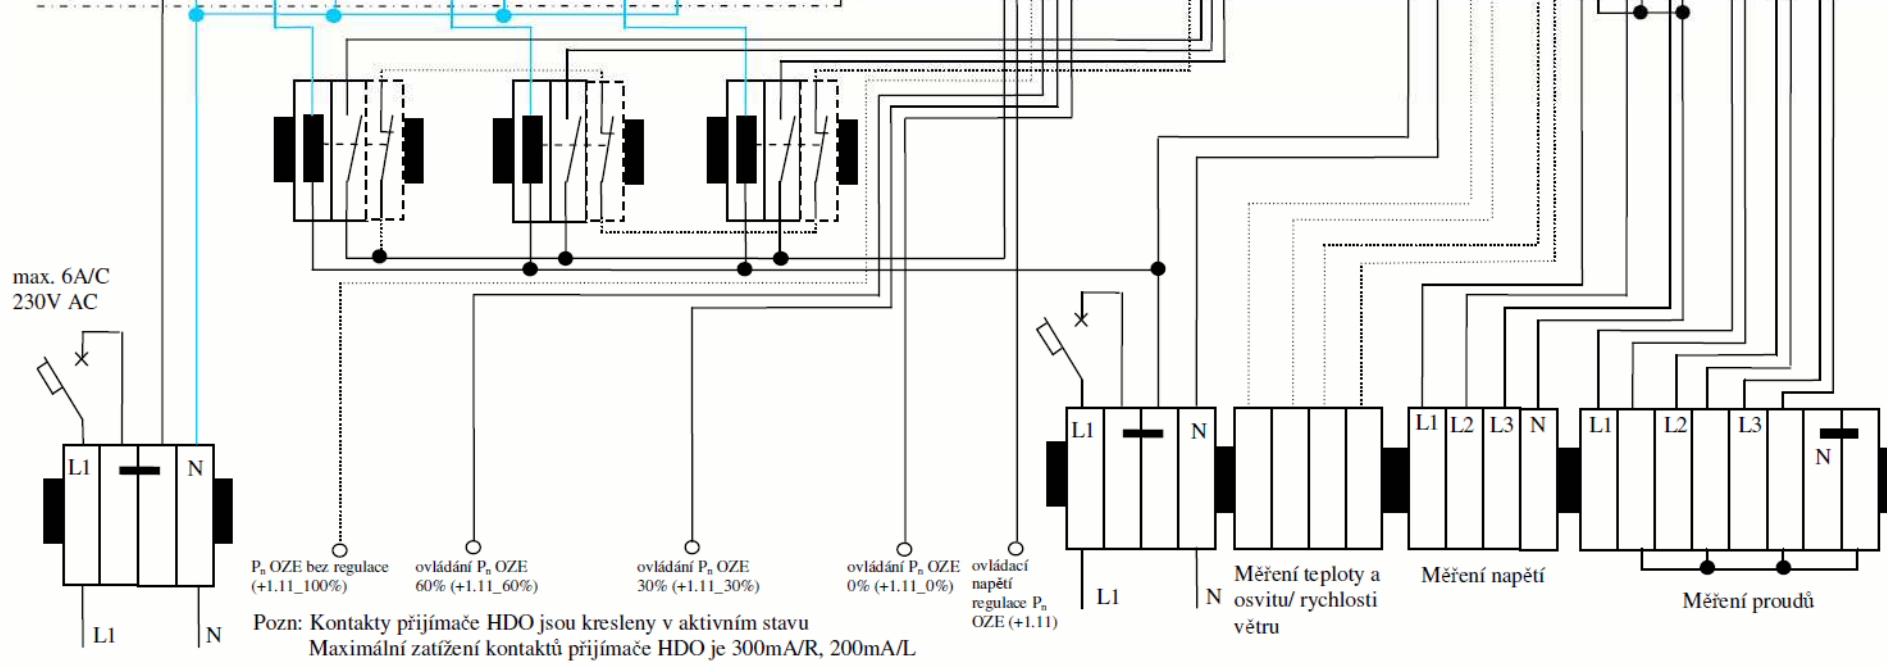 max. 6A/C
230V AC
L1
N
L1
N
Pn OZE bez regulace
(+1.11_100%)
ovládání Pn OZE
60% (+1.11_60%)
ovládání Pn OZE
30% (+1.11_30%)
ovládání Pn OZE
0% (+1.11_0%)
ovládací
napětí
regulace Pn
OZE (+1.11)
L1
N
L1
N
Měření teploty a
osvitu/ rychlosti
větru
L1 L2 L3 N
Měření napětí
L1 L2 L3
N
Měření proudů
Pozn: Kontakty přijímače HDO jsou kresleny v aktivním stavu
Maximální zatížení kontaktů přijímače HDO je 300mA/R, 200mA/L